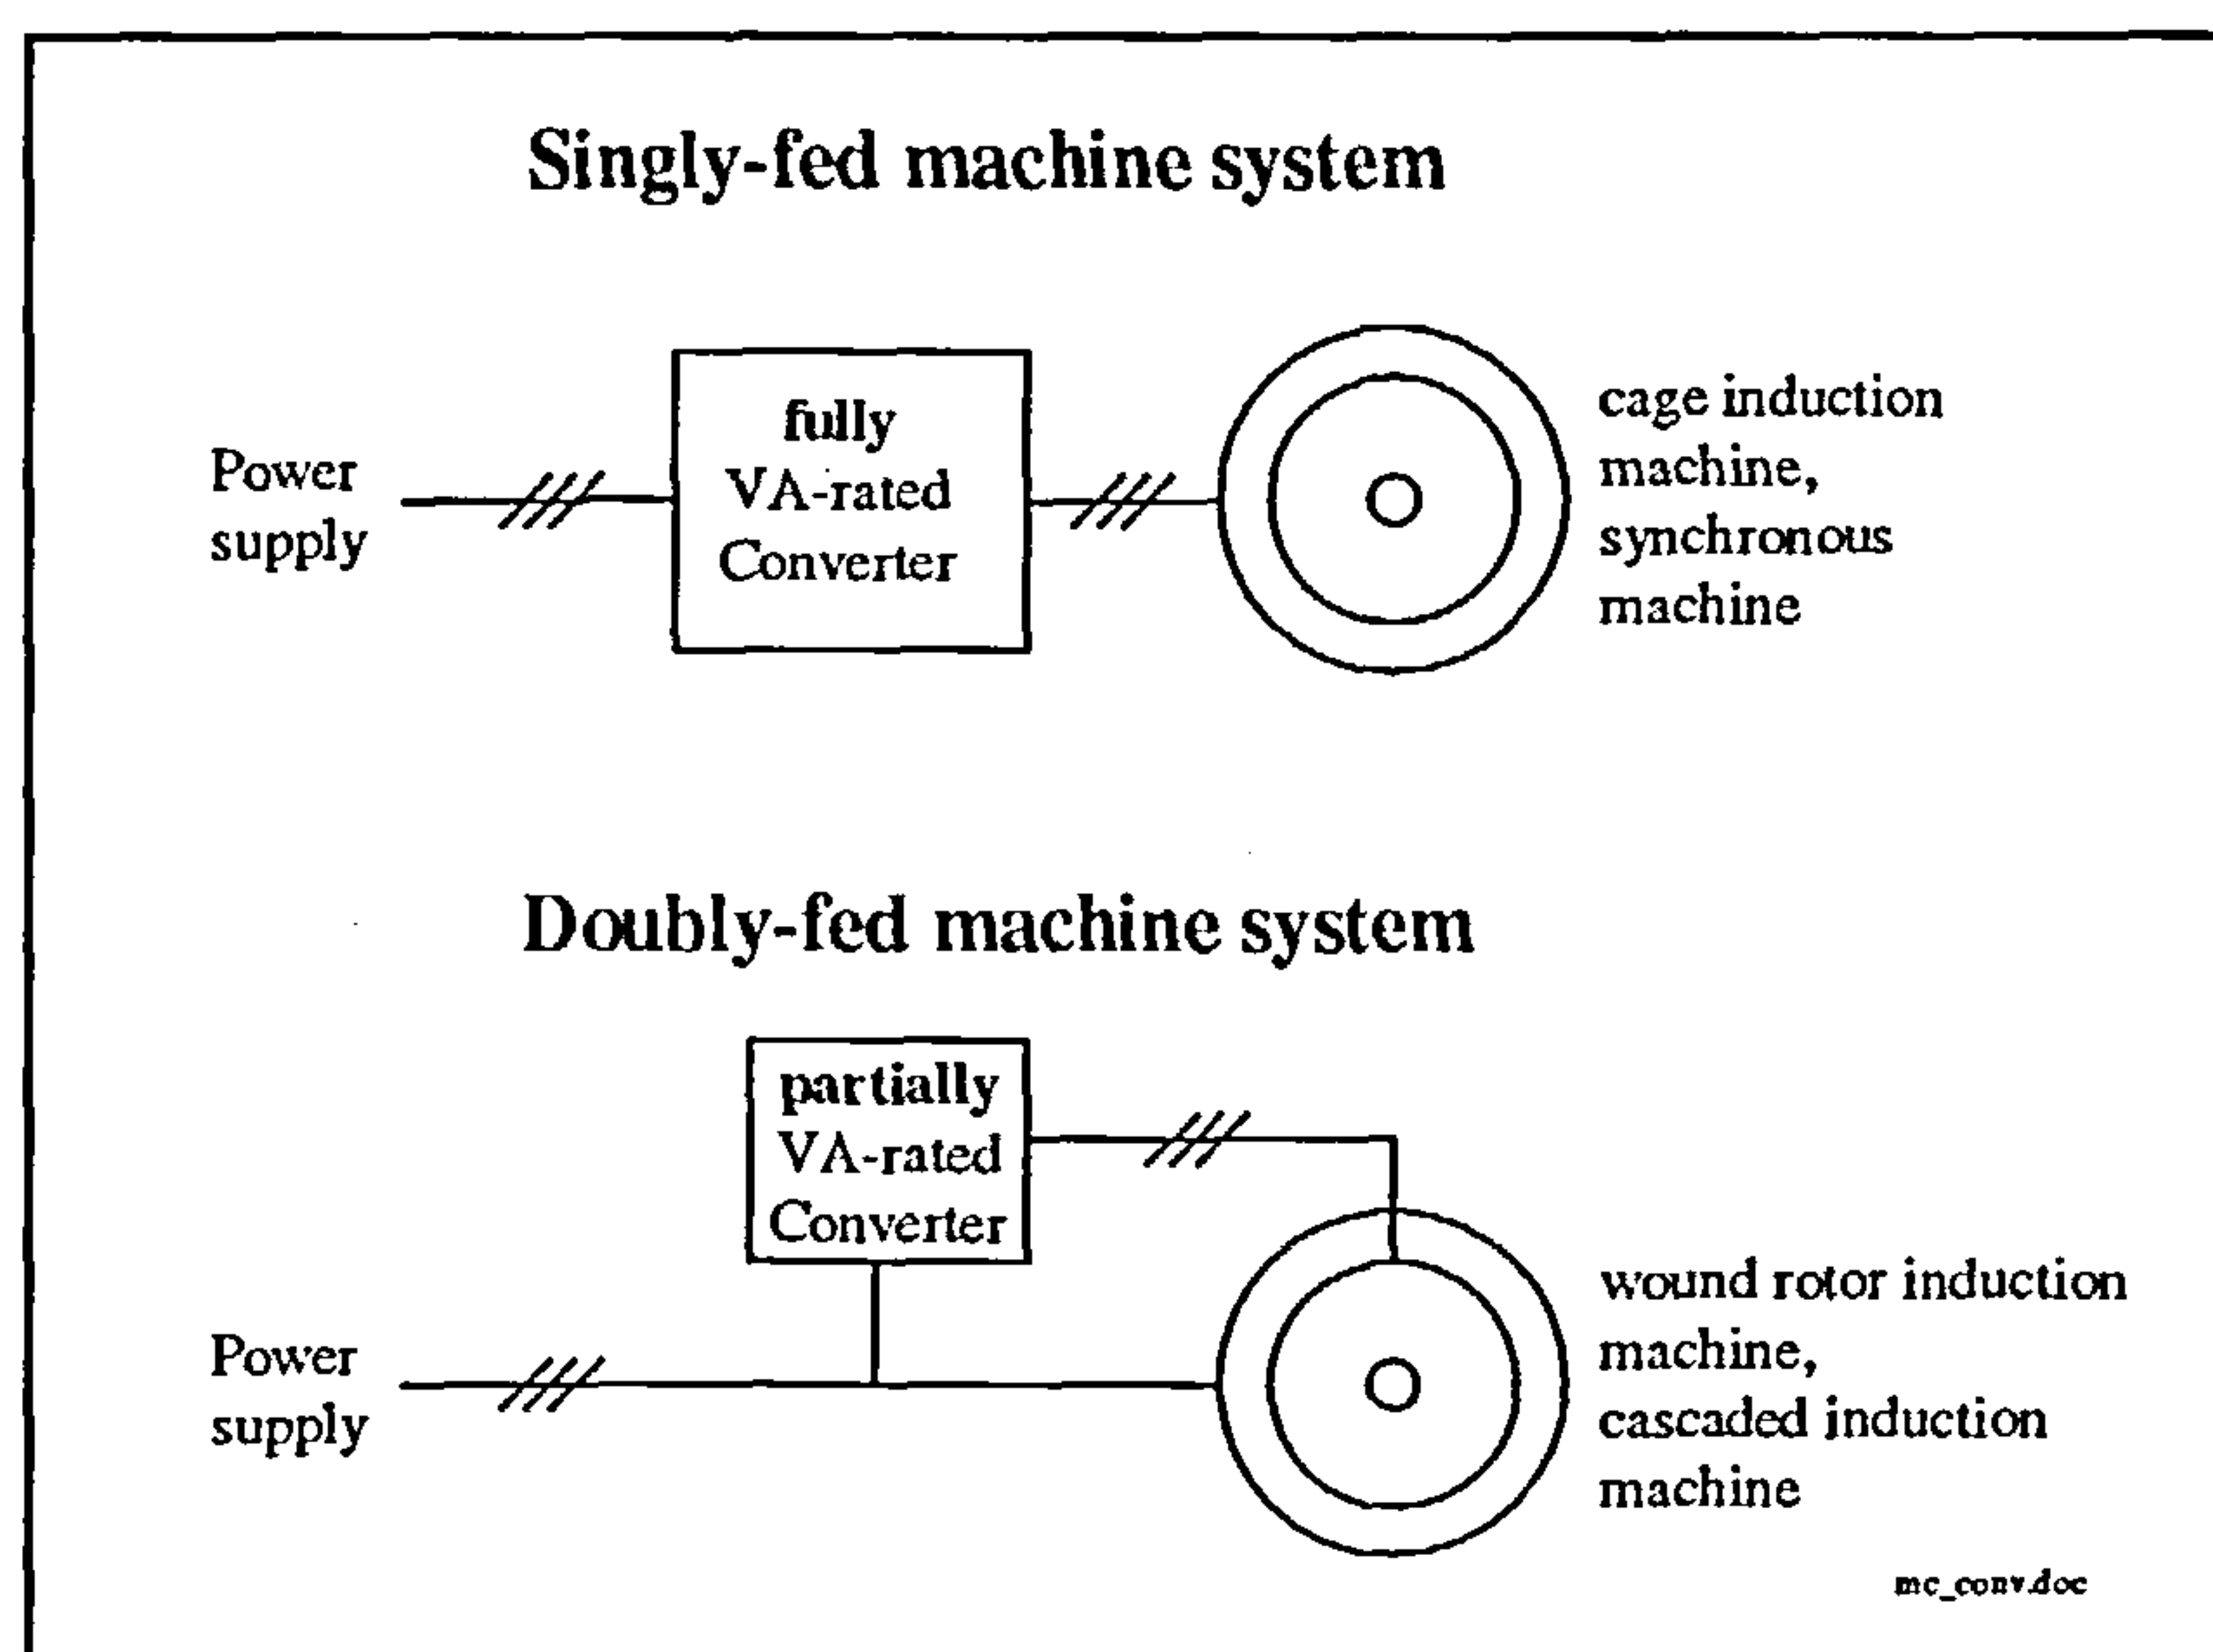 Singly-fed machine system
Power
supply
fully
VA-rated
Converter
cage induction
machine,
synchronous
machine
Doubly-fed machine system
partially
VA-rated
Converter
Power
supply
wound rotor induction
machine,
cascaded induction
machine
mc_conv.doc